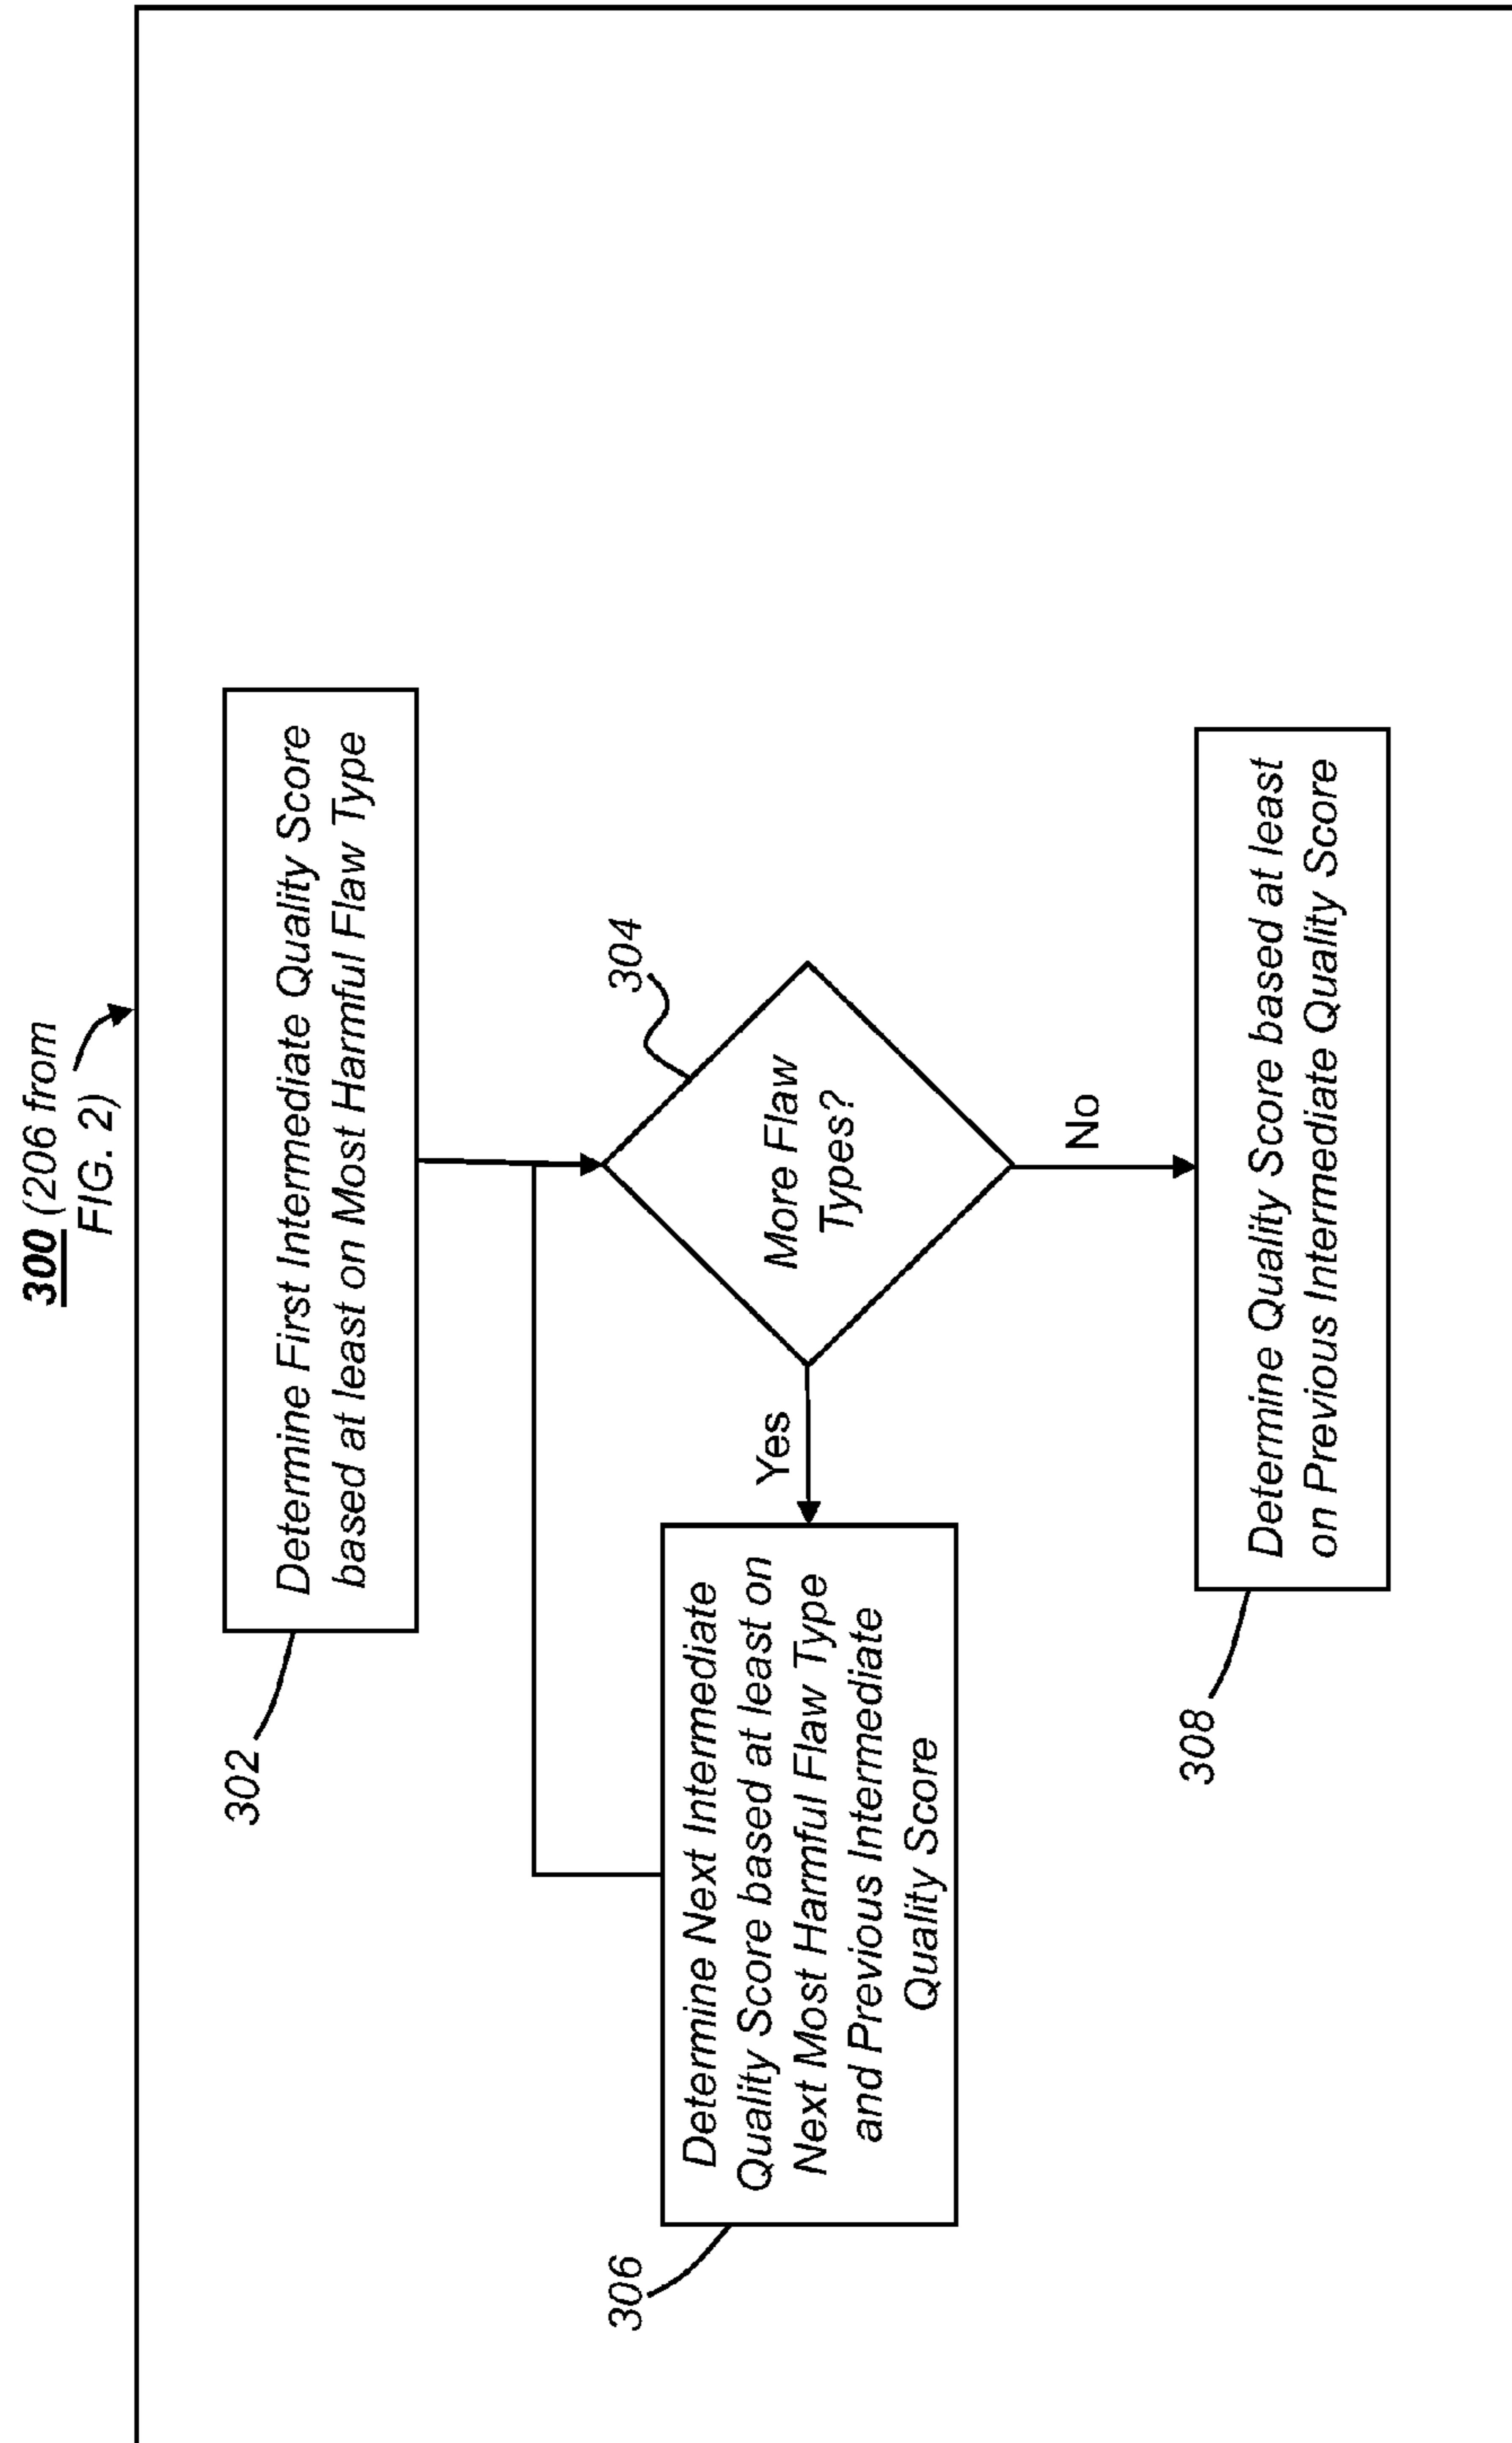 300 (206 from
FIG. 2)
302
Determine First Intermediate Quality Score
based at least on Most Harmful Flaw Type
304
More Flaw
Types?
Yes
No
306
Determine Next Intermediate
Quality Score based at least on
Next Most Harmful Flaw Type
and Previous Intermediate
Quality Score
308
Determine Quality Score based at least
on Previous Intermediate Quality Score